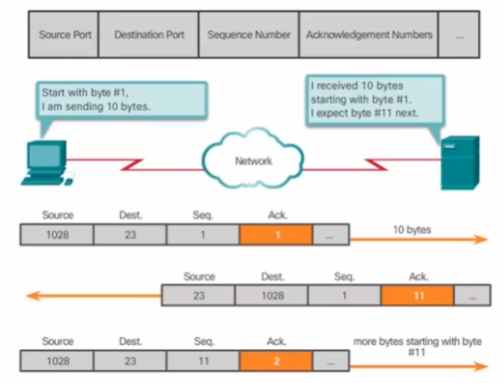 Source Port Destination Port Sequence Number Acknowledgement Numbers ...
Start with byte #1,
I am sending 10 bytes.
I received 10 bytes
starting with byte #1.
I expect byte #11 next.
Network
Source Dest. Seq. Ack.
1028 23 1 1 ... 10 bytes
Source Dest. Seq. Ack.
23 1028 1 11 ...
Source Dest. Seq. Ack.
1028 23 11 2 ... more bytes starting with byte
#11